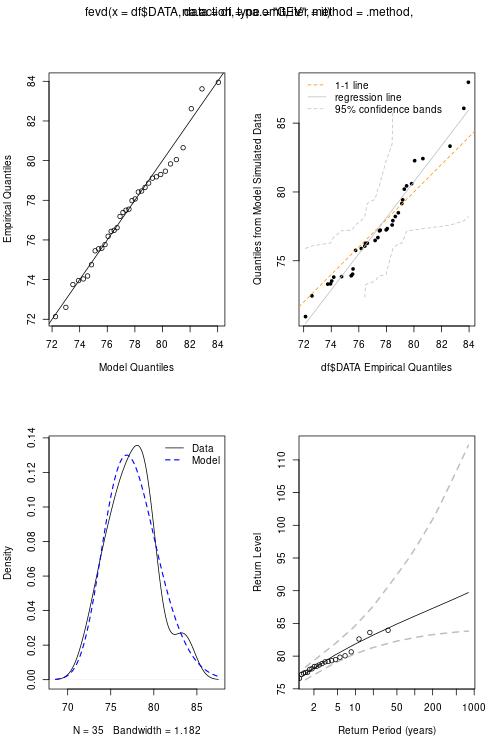 fevd(x = df$DATA, method = .method,
84
82
80
78
76
74
72
Empirical Quantiles
72 74 76 78 80 82 84
Model Quantiles
1-1 line
regression line
95% confidence bands
85
80
75
Quantiles from Model Simulated Data
72 74 76 78 80 82 84
df$DATA Empirical Quantiles
0.14
0.12
0.10
0.08
0.06
0.04
0.02
0.00
Density
Data
Model
70 75 80 85
N = 35 Bandwidth = 1.182
110
105
100
95
90
85
80
75
Return Level
2 5 10 50 200 1000
Return Period (years)